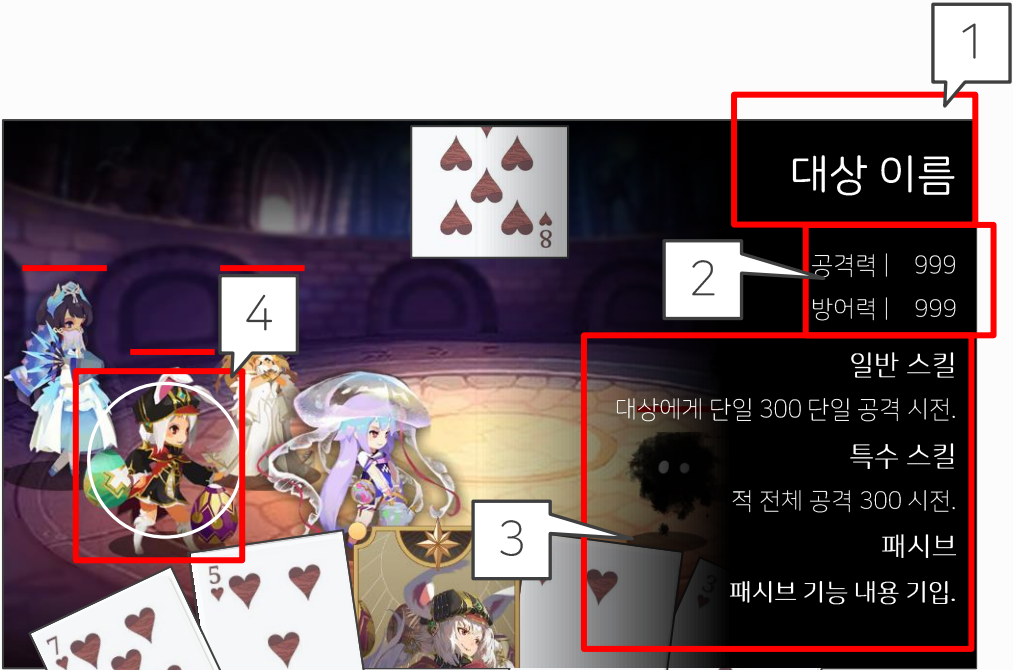 1
8
대상 이름
2
공격력 | 999
방어력 | 999
4
일반 스킬
대상에게 단일 300 단일 공격 시전.
특수 스킬
적 전체 공격 300 시전.
3
패시브
패시브 기능 내용 기입.
5
3
7